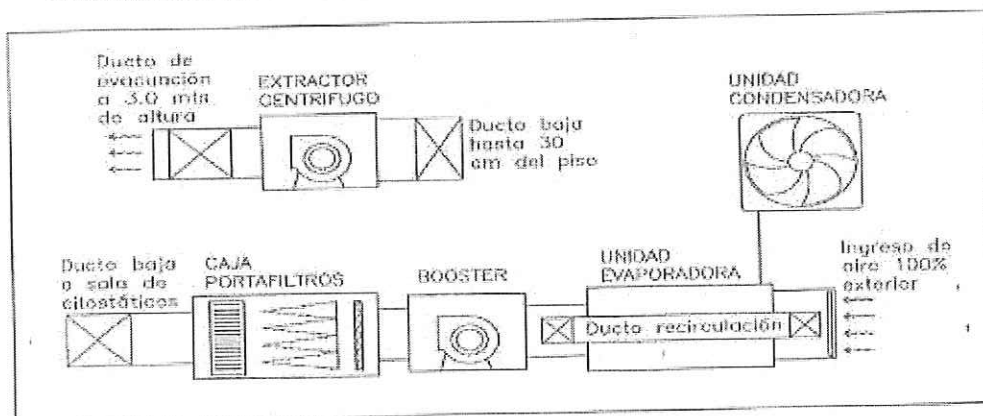 Ducto de
evacuación
a 3.0 mts
de altura
EXTRACTOR
CENTRIFUGO
Ducto baja
hasta 30
cm del piso
UNIDAD
CONDENSADORA
Ducto baja
a sala de
citostáticos
CAJA
PORTAFILTROS
BOOSTER
UNIDAD
EVAPORADORA
Ducto recirculación
Ingreso de
aire 100%
exterior